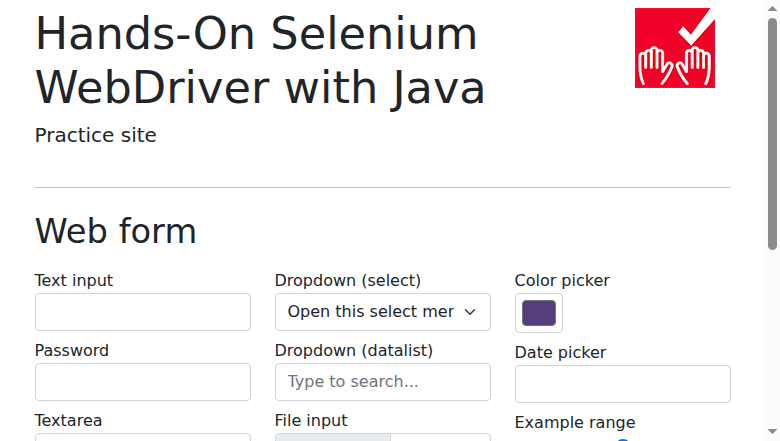 Hands-On Selenium
WebDriver with Java
Practice site
Web form
Text input
Dropdown (select)
Open this select mer
Color picker
Password
Dropdown (datalist)
Type to search...
Date picker
Textarea
File input
Example range